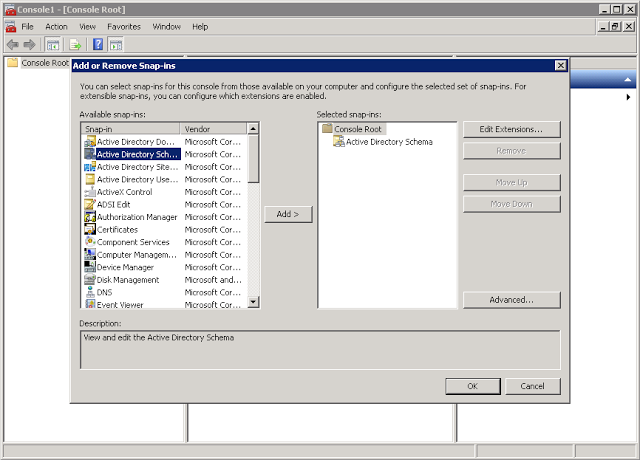 Console1 - [Console Root]
File Action View Favorites Window Help
Console Root
Add or Remove Snap-ins
You can select snap-ins for this console from those available on your computer and configure the selected set of snap-ins. For
extensible snap-ins, you can configure which extensions are enabled.
Available snap-ins:
Selected snap-ins:
Snap-in Vendor
Active Directory Do... Microsoft Cor...
Active Directory Sch... Microsoft Cor...
Active Directory Site... Microsoft Cor...
Active Directory Use... Microsoft Cor...
ActiveX Control Microsoft Cor...
ADSI Edit Microsoft Cor...
Authorization Manager Microsoft Cor...
Certificates Microsoft Cor...
Component Services Microsoft Cor...
Computer Managem... Microsoft Cor...
Device Manager Microsoft Cor...
Disk Management Microsoft and...
DNS Microsoft Cor...
Event Viewer Microsoft Cor...
Add >
Console Root
Active Directory Schema
Edit Extensions...
Remove
Move Up
Move Down
Advanced...
Description:
View and edit the Active Directory Schema
OK Cancel